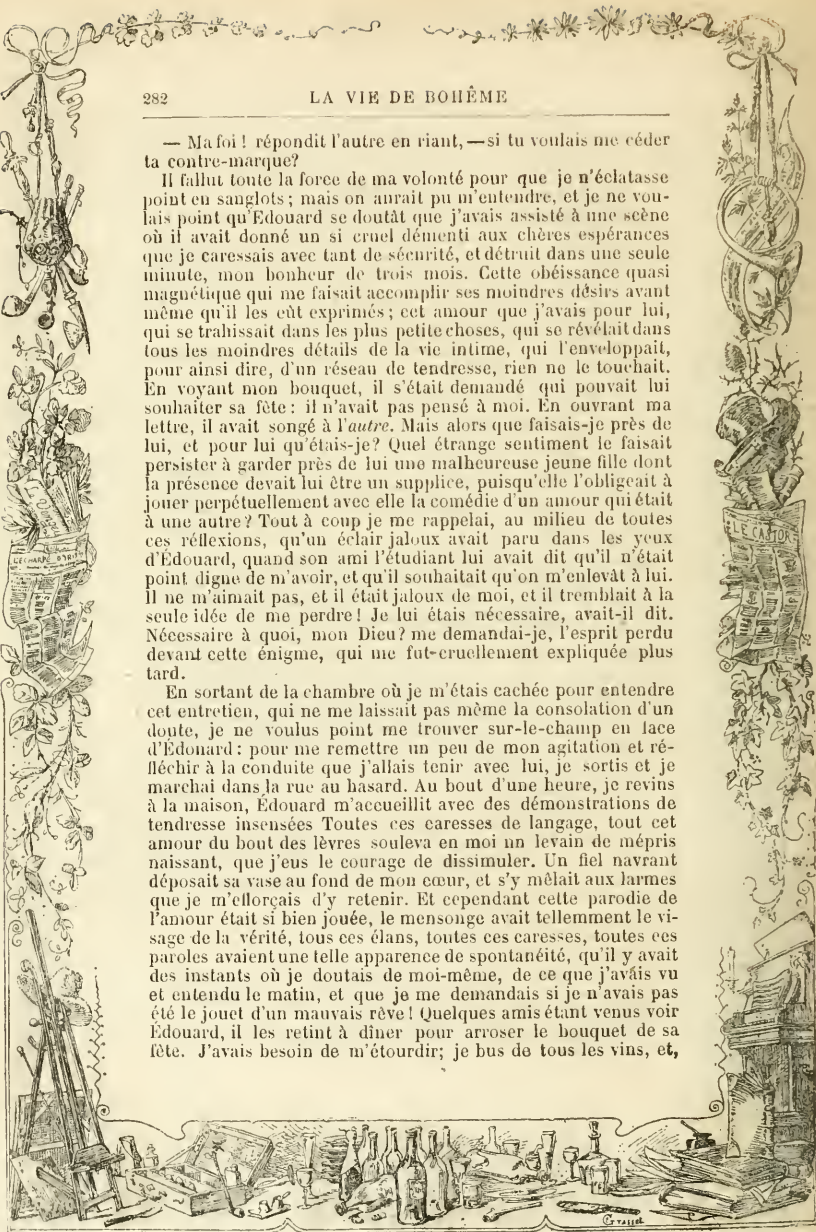 282
LA VIE DE BOHÊME
— Ma foi ! répondit l'autre en riant, — si tu voulais me céder
ta contre-marque?
Il fallut toute la force de ma volonté pour que je n'éclatasse
point en sanglots ; mais on aurait pu m'entendre, et je ne vou-
lais point qu'Edouard se doutât que j'avais assisté à une scène
où il avait donné un si cruel démenti aux chères espérances
que je caressais avec tant de sécurité, et détruit dans une seule
minute, mon bonheur de trois mois. Cette obéissance quasi
magnétique qui me faisait accomplir ses moindres désirs avant
même qu'il les eût exprimés ; cet amour que j'avais pour lui,
qui se trahissait dans les plus petite choses, qui se révélait dans
tous les moindres détails de la vie intime, qui l'enveloppait,
pour ainsi dire, d'un réseau de tendresse, rien ne le touchait.
En voyant mon bouquet, il s'était demandé qui pouvait lui
souhaiter sa fête : il n'avait pas pensé à moi. En ouvrant ma
lettre, il avait songé à l'autre. Mais alors que faisais-je près de
lui, et pour lui qu'étais-je? Quel étrange sentiment le faisait
persister à garder près de lui une malheureuse jeune fille dont
la présence devait lui être un supplice, puisqu'elle l'obligeait à
jouer perpétuellement avec elle la comédie d'un amour qui était
à une autre? Tout à coup je me rappelai, au milieu de toutes
ces réflexions, qu'un éclair jaloux avait paru dans les yeux
d'Édouard, quand son ami l'étudiant lui avait dit qu'il n'était
point digne de m'avoir, et qu'il souhaitait qu'on m'enlevât à lui.
Il ne m'aimait pas, et il était jaloux de moi, et il tremblait à la
seule idée de me perdre ! Je lui étais nécessaire, avait-il dit.
Nécessaire à quoi, mon Dieu? me demandai-je, l'esprit perdu
devant cette énigme, qui me fut cruellement expliquée plus
tard.
En sortant de la chambre où je m'étais cachée pour entendre
cet entretien, qui ne me laissait pas même la consolation d'un
doute, je ne voulus point me trouver sur-le-champ en face
d'Édouard : pour me remettre un peu de mon agitation et ré-
fléchir à la conduite que j'allais tenir avec lui, je sortis et je
marchai dans la rue au hasard. Au bout d'une heure, je revins
à la maison, Édouard m'accueillit avec des démonstrations de
tendresse insensées Toutes ces caresses de langage, tout cet
amour du bout des lèvres souleva en moi un levain de mépris
naissant, que j'eus le courage de dissimuler. Un fiel navrant
déposait sa vase au fond de mon cœur, et s'y mêlait aux larmes
que je m'efforçais d'y retenir. Et cependant cette parodie de
l'amour était si bien jouée, le mensonge avait tellemment le vi-
sage de la vérité, tous ces élans, toutes ces caresses, toutes ces
paroles avaient une telle apparence de spontanéité, qu'il y avait
des instants où je doutais de moi-même, de ce que j'avais vu
et entendu le matin, et que je me demandais si je n'avais pas
été le jouet d'un mauvais rêve ! Quelques amis étant venus voir
Édouard, il les retint à dîner pour arroser le bouquet de sa
fête. J'avais besoin de m'étourdir; je bus de tous les vins, et,
L'ECHARPE D'IRIS
LE CASTOR
Grasset